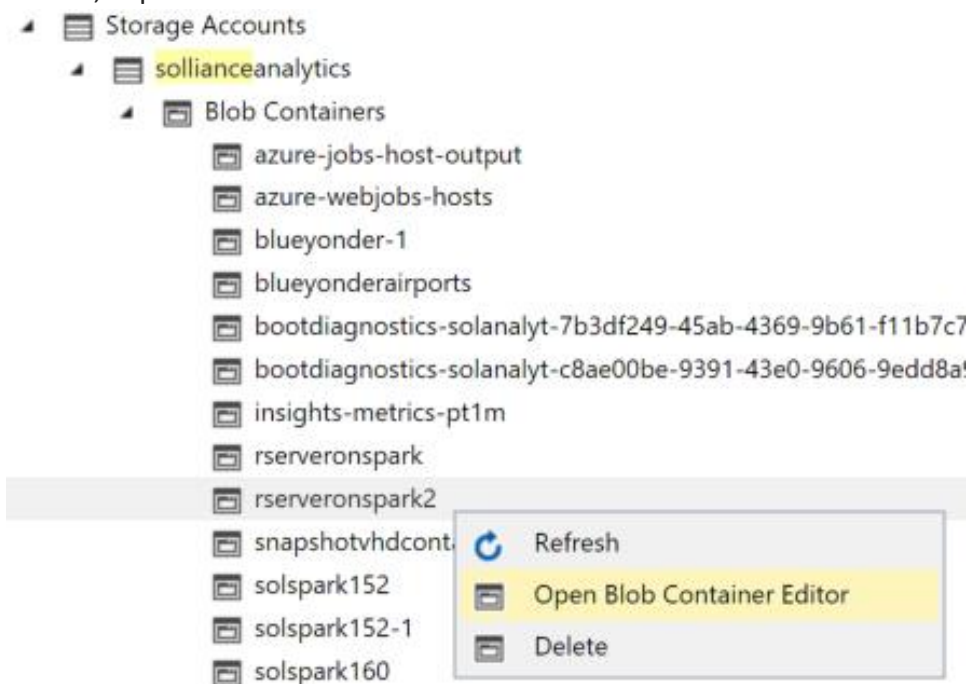 Storage Accounts
sollianceanalytics
Blob Containers
azure-jobs-host-output
azure-webjobs-hosts
blueyonder-1
blueyonderairports
bootdiagnostics-solanalyt-7b3df249-45ab-4369-9b61-f11b7c7
bootdiagnostics-solanalyt-c8ae00be-9391-43e0-9606-9edd8a9
insights-metrics-pt1m
rserveronspark
rserveronspark2
snapshotvhdconta
Refresh
solspark152
Open Blob Container Editor
solspark152-1
Delete
solspark160